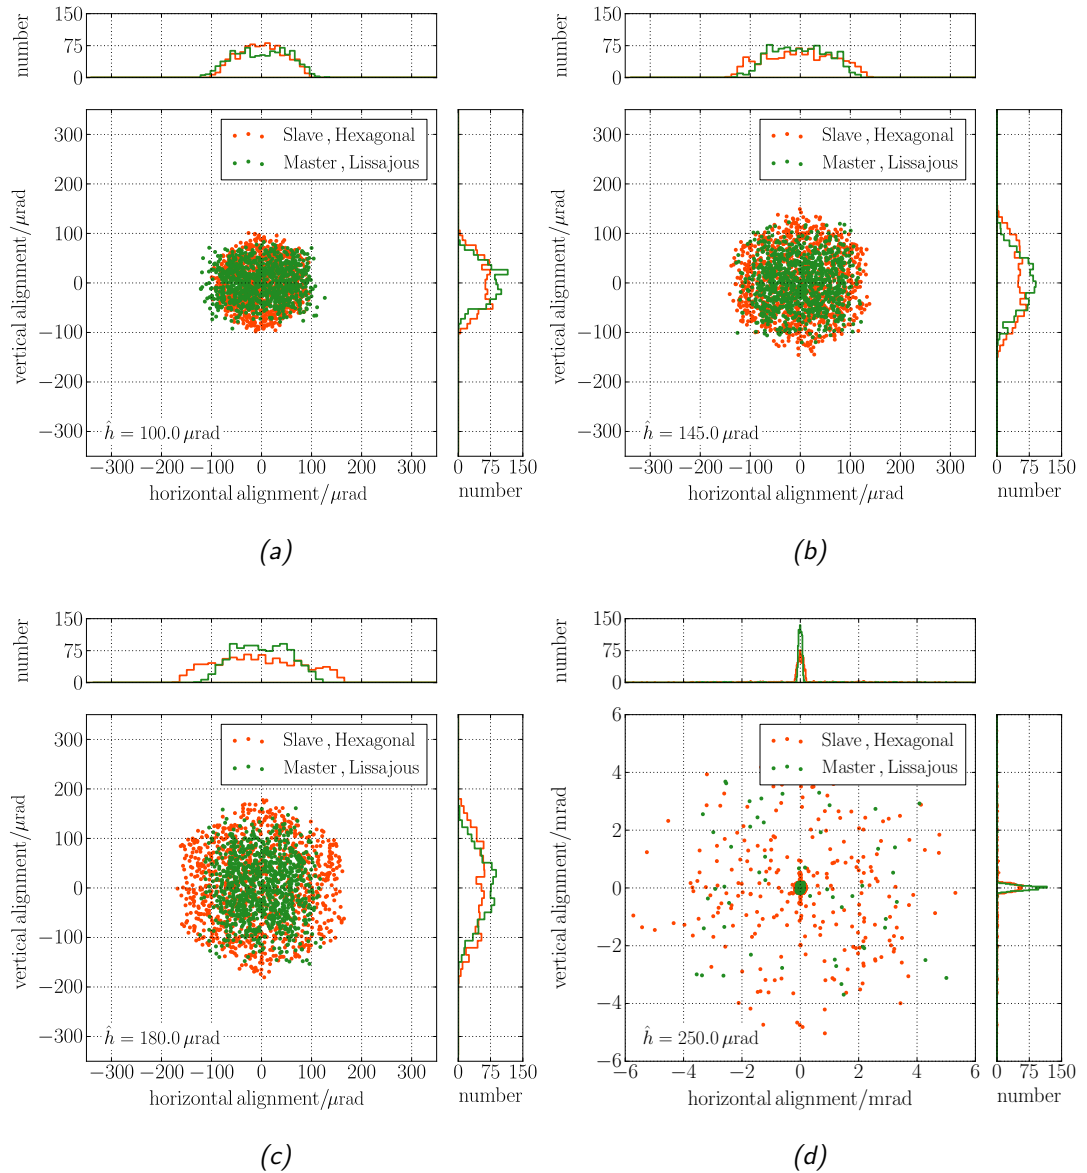 150
75
0
number
300
200
100
0
−100
−200
−300
vertical alignment/μrad
Slave , Hexagonal
Master , Lissajous
ĥ = 100.0 μrad
−300 −200 −100 0 100 200 300
horizontal alignment/μrad
0 75 150
number
(a)
150
75
0
number
300
200
100
0
−100
−200
−300
vertical alignment/μrad
Slave , Hexagonal
Master , Lissajous
ĥ = 145.0 μrad
−300 −200 −100 0 100 200 300
horizontal alignment/μrad
0 75 150
number
(b)
150
75
0
number
300
200
100
0
−100
−200
−300
vertical alignment/μrad
Slave , Hexagonal
Master , Lissajous
ĥ = 180.0 μrad
−300 −200 −100 0 100 200 300
horizontal alignment/μrad
0 75 150
number
(c)
150
75
0
number
6
4
2
0
−2
−4
−6
vertical alignment/mrad
Slave , Hexagonal
Master , Lissajous
ĥ = 250.0 μrad
−6 −4 −2 0 2 4 6
horizontal alignment/mrad
0 75 150
number
(d)